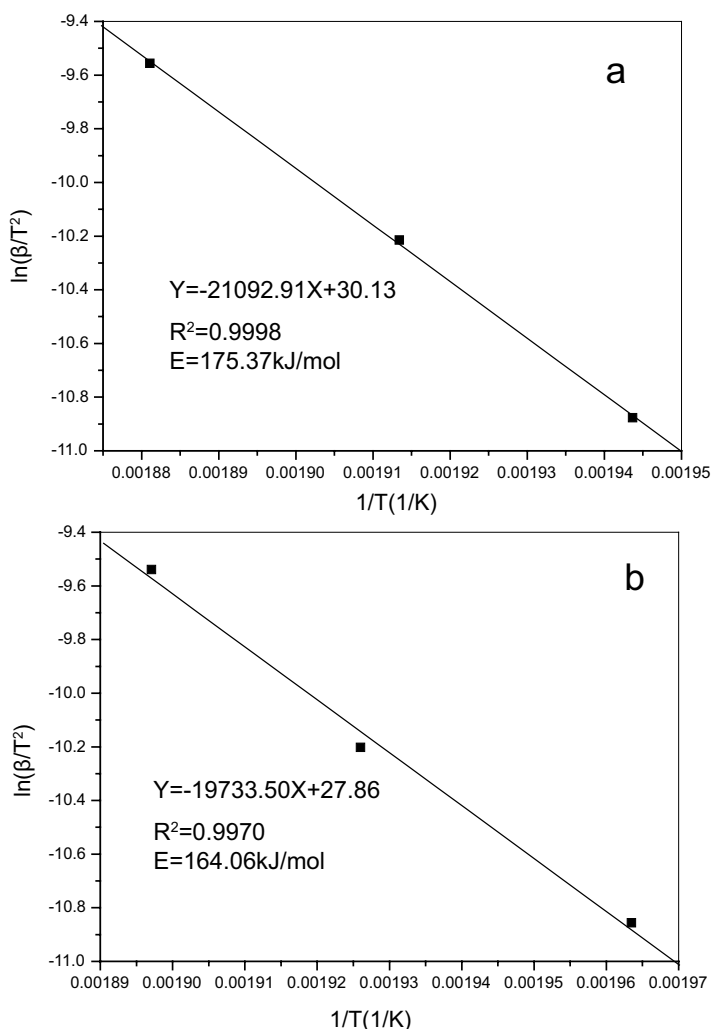 a
-9.4
-9.6
-9.8
-10.0
-10.2
-10.4
-10.6
-10.8
-11.0
ln(β/T²)
Y=-21092.91X+30.13
R²=0.9998
E=175.37kJ/mol
0.00188 0.00189 0.00190 0.00191 0.00192 0.00193 0.00194 0.00195
1/T(1/K)
b
-9.4
-9.6
-9.8
-10.0
-10.2
-10.4
-10.6
-10.8
-11.0
ln(β/T²)
Y=-19733.50X+27.86
R²=0.9970
E=164.06kJ/mol
0.00189 0.00190 0.00191 0.00192 0.00193 0.00194 0.00195 0.00196 0.00197
1/T(1/K)